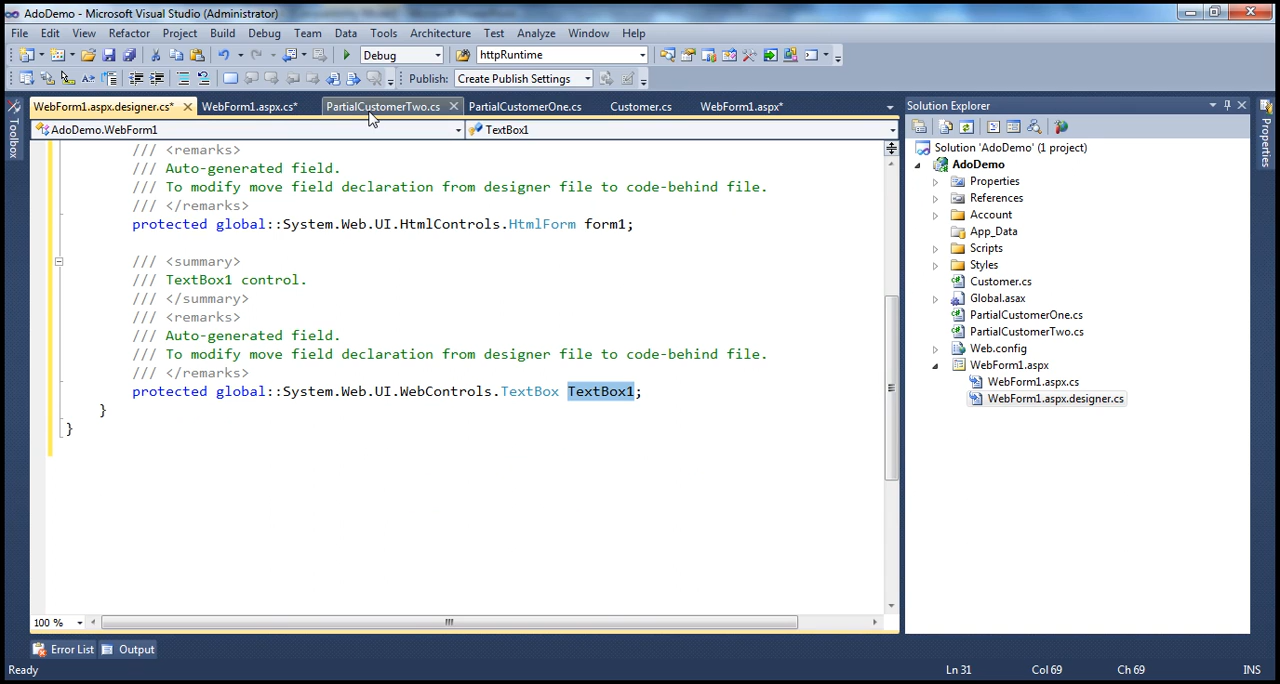 AdoDemo - Microsoft Visual Studio (Administrator)
File Edit View Refactor Project Build Debug Team Data Tools Architecture Test Analyze Window Help
Debug httpRuntime
Publish: Create Publish Settings
WebForm1.aspx.designer.cs* WebForm1.aspx.cs* PartialCustomerTwo.cs PartialCustomerOne.cs Customer.cs WebForm1.aspx*
AdoDemo.WebForm1 TextBox1
Toolbox
/// <remarks>
/// Auto-generated field.
/// To modify move field declaration from designer file to code-behind file.
/// </remarks>
protected global::System.Web.UI.HtmlControls.HtmlForm form1;
/// <summary>
/// TextBox1 control.
/// </summary>
/// <remarks>
/// Auto-generated field.
/// To modify move field declaration from designer file to code-behind file.
/// </remarks>
protected global::System.Web.UI.WebControls.TextBox TextBox1;
}
}
100 %
Solution Explorer
Solution 'AdoDemo' (1 project)
AdoDemo
Properties
References
Account
App_Data
Scripts
Styles
Customer.cs
Global.asax
PartialCustomerOne.cs
PartialCustomerTwo.cs
Web.config
WebForm1.aspx
WebForm1.aspx.cs
WebForm1.aspx.designer.cs
Properties
Error List Output
Ready Ln 31 Col 69 Ch 69 INS